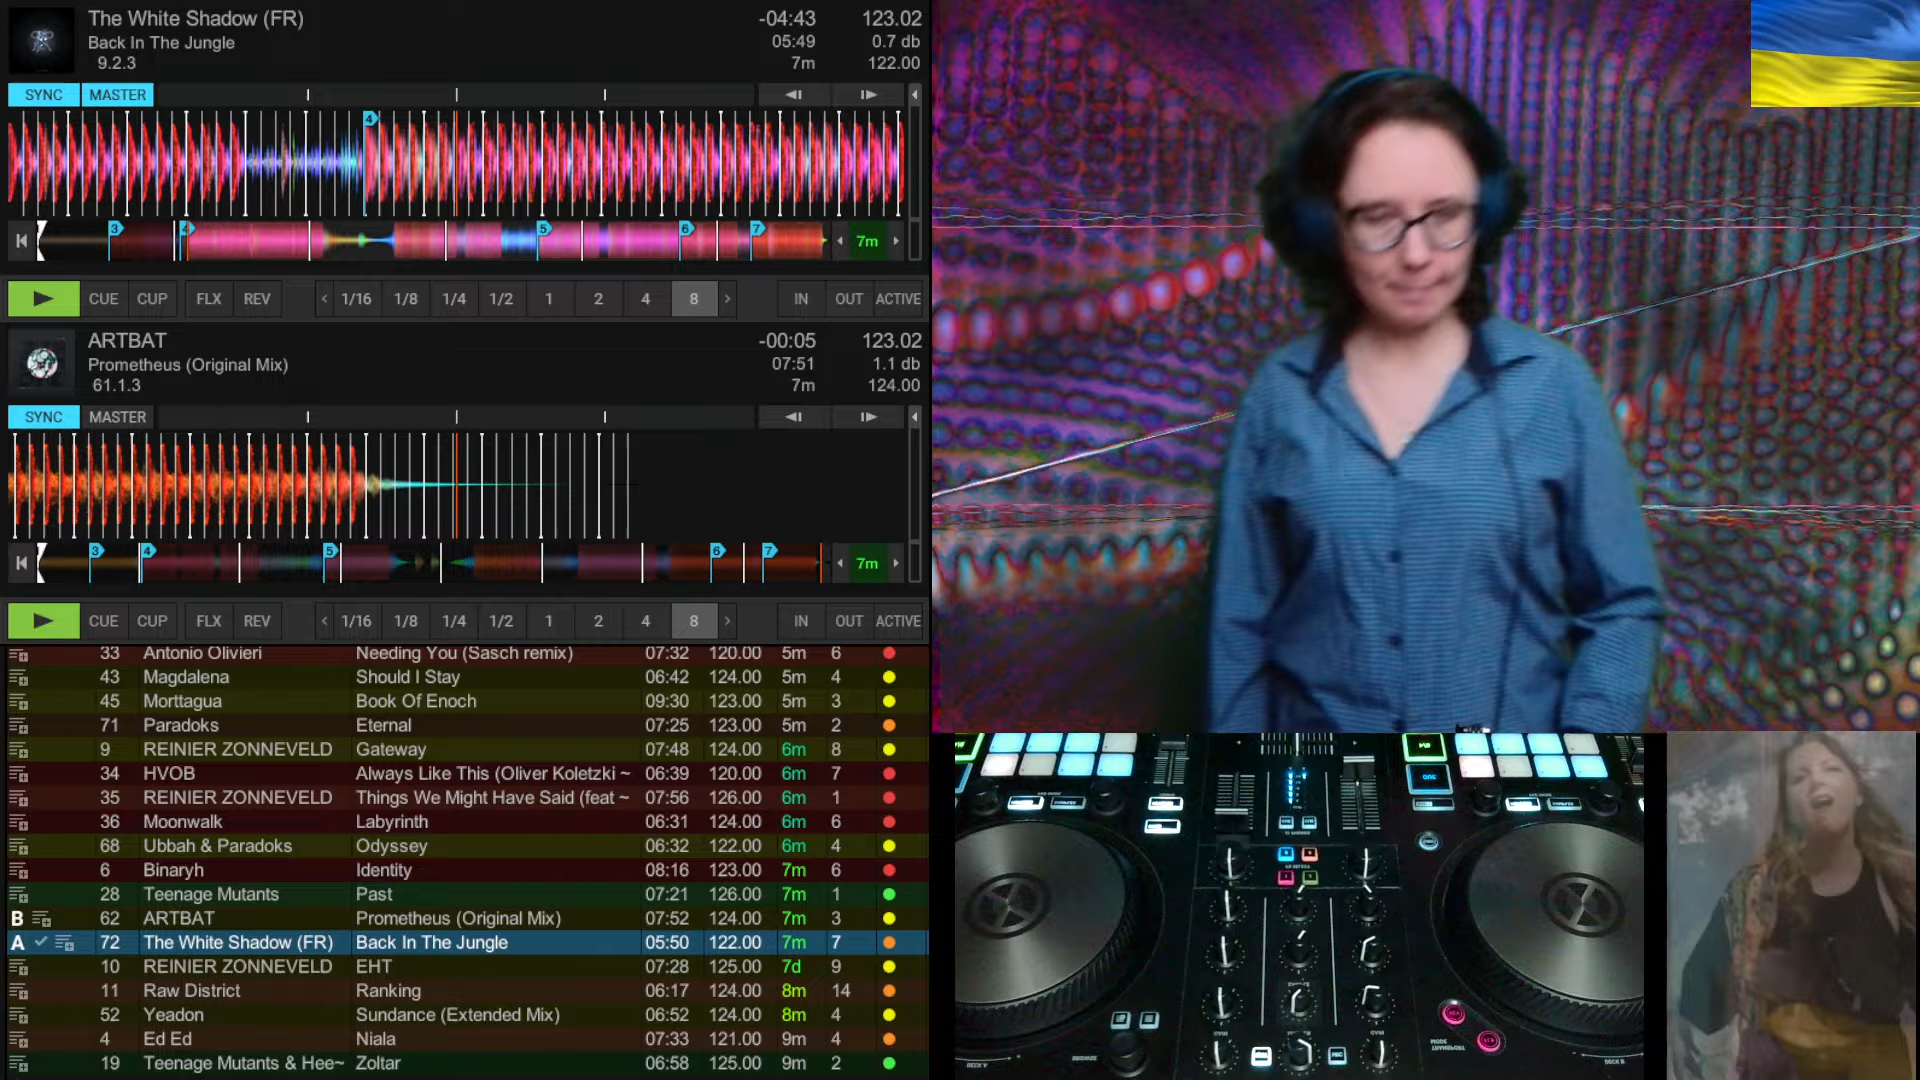 The White Shadow (FR) -04:43 123.02
Back In The Jungle 05:49 0.7 db
9.2.3 7m 122.00
SYNC MASTER
4
3 4 5 6 7 7m
CUE CUP FLX REV 1/16 1/8 1/4 1/2 1 2 4 8 IN OUT ACTIVE
ARTBAT -00:05 123.02
Prometheus (Original Mix) 07:51 1.1 db
61.1.3 7m 124.00
SYNC MASTER
3 4 5 6 7 7m
CUE CUP FLX REV 1/16 1/8 1/4 1/2 1 2 4 8 IN OUT ACTIVE
33 Antonio Olivieri Needing You (Sasch remix) 07:32 120.00 5m 6
43 Magdalena Should I Stay 06:42 124.00 5m 4
45 Morttagua Book Of Enoch 09:30 123.00 5m 3
71 Paradoks Eternal 07:25 123.00 5m 2
9 REINIER ZONNEVELD Gateway 07:48 124.00 6m 8
34 HVOB Always Like This (Oliver Koletzki ~ 06:39 120.00 6m 7
35 REINIER ZONNEVELD Things We Might Have Said (feat ~ 07:56 126.00 6m 1
36 Moonwalk Labyrinth 06:31 124.00 6m 6
68 Ubbah & Paradoks Odyssey 06:32 122.00 6m 4
6 Binaryh Identity 08:16 123.00 7m 6
28 Teenage Mutants Past 07:21 126.00 7m 1
B 62 ARTBAT Prometheus (Original Mix) 07:52 124.00 7m 3
A 72 The White Shadow (FR) Back In The Jungle 05:50 122.00 7m 7
10 REINIER ZONNEVELD EHT 07:28 125.00 7d 9
11 Raw District Ranking 06:17 124.00 8m 14
52 Yeadon Sundance (Extended Mix) 06:52 124.00 8m 4
4 Ed Ed Niala 07:33 121.00 9m 4
19 Teenage Mutants & Hee~ Zoltar 06:58 125.00 9m 2